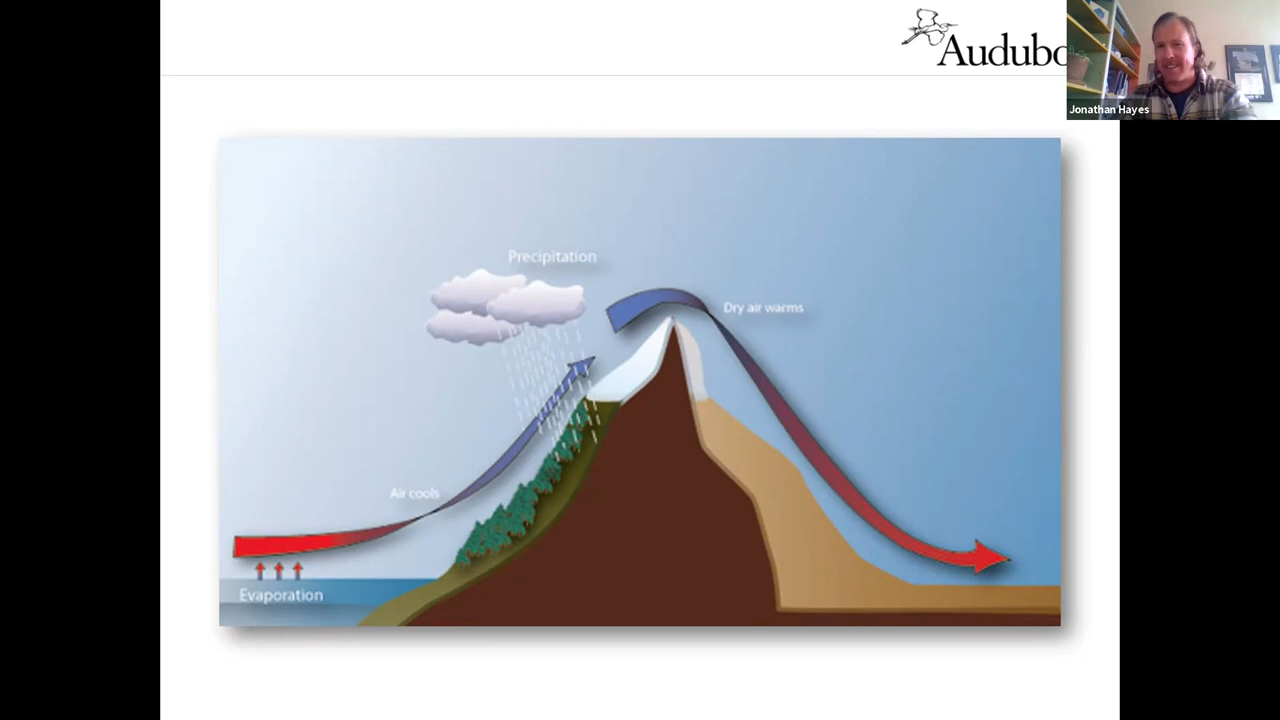 Audubo
Jonathan Hayes
Precipitation
Dry air warms
Air cools
Evaporation